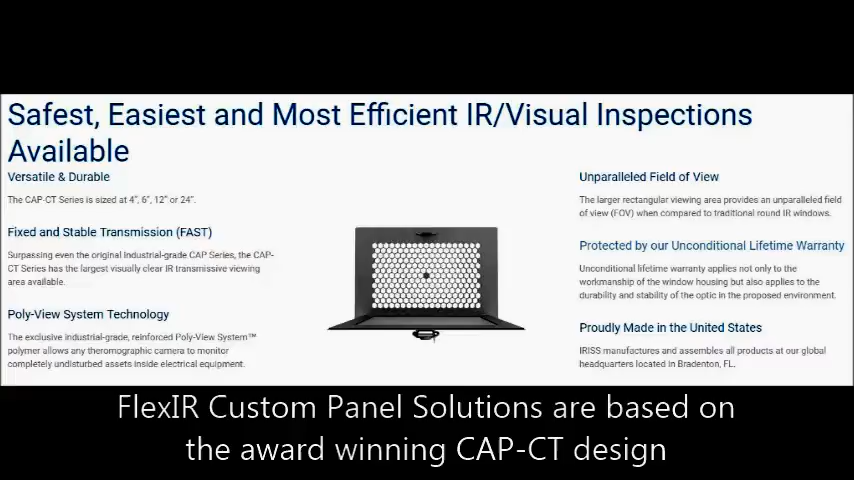 Safest, Easiest and Most Efficient IR/Visual Inspections
Available
Versatile & Durable
The CAP-CT Series is sized at 4", 6", 12" or 24".
Fixed and Stable Transmission (FAST)
Surpassing even the original industrial-grade CAP Series, the CAP-
CT Series has the largest visually clear IR transmissive viewing
area available.
Poly-View System Technology
The exclusive industrial-grade, reinforced Poly-View System™
polymer allows any theromographic camera to monitor
completely undisturbed assets inside electrical equipment.
Unparalleled Field of View
The larger rectangular viewing area provides an unparalleled field
of view (FOV) when compared to traditional round IR windows.
Protected by our Unconditional Lifetime Warranty
Unconditional lifetime warranty applies not only to the
workmanship of the window housing but also applies to the
durability and stability of the optic in the proposed environment.
Proudly Made in the United States
IRISS manufactures and assembles all products at our global
headquarters located in Bradenton, FL.
FlexIR Custom Panel Solutions are based on
the award winning CAP-CT design